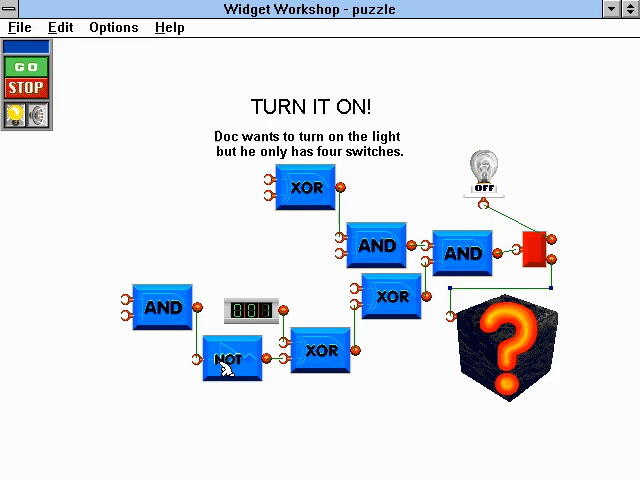 Widget Workshop - puzzle
File Edit Options Help
GO
STOP
TURN IT ON!
Doc wants to turn on the light
but he only has four switches.
XOR
OFF
AND
AND
XOR
AND
001
NOT
XOR
?